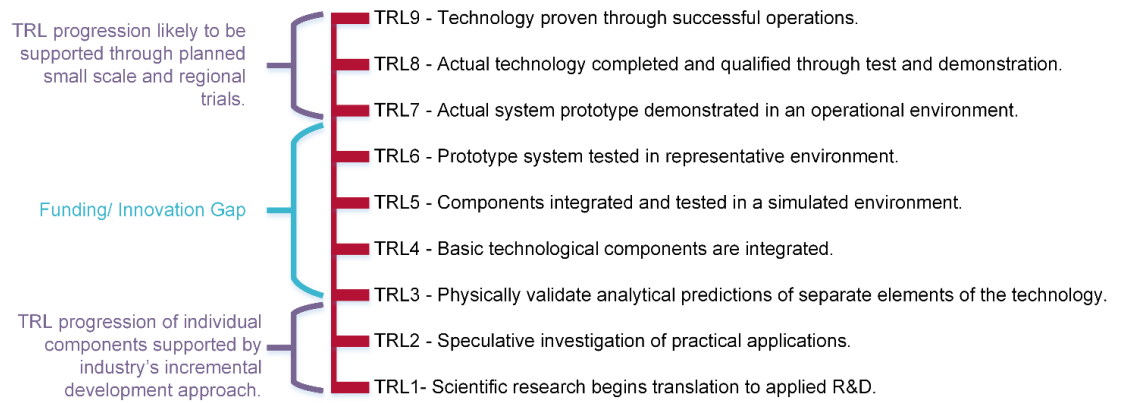 TRL progression likely to be
supported through planned
small scale and regional
trials.
Funding/ Innovation Gap
TRL progression of individual
components supported by
industry's incremental
development approach.
TRL9 - Technology proven through successful operations.
TRL8 - Actual technology completed and qualified through test and demonstration.
TRL7 - Actual system prototype demonstrated in an operational environment.
TRL6 - Prototype system tested in representative environment.
TRL5 - Components integrated and tested in a simulated environment.
TRL4 - Basic technological components are integrated.
TRL3 - Physically validate analytical predictions of separate elements of the technology.
TRL2 - Speculative investigation of practical applications.
TRL1- Scientific research begins translation to applied R&D.